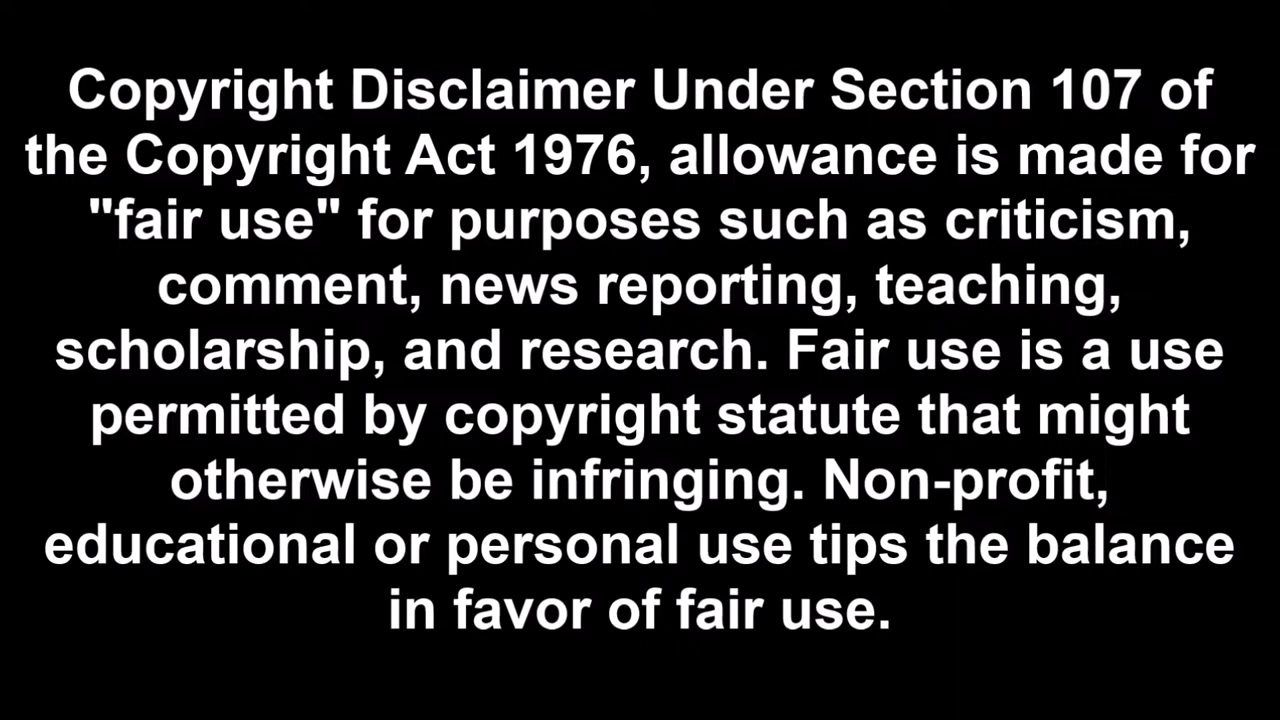 Copyright Disclaimer Under Section 107 of
the Copyright Act 1976, allowance is made for
"fair use" for purposes such as criticism,
comment, news reporting, teaching,
scholarship, and research. Fair use is a use
permitted by copyright statute that might
otherwise be infringing. Non-profit,
educational or personal use tips the balance
in favor of fair use.